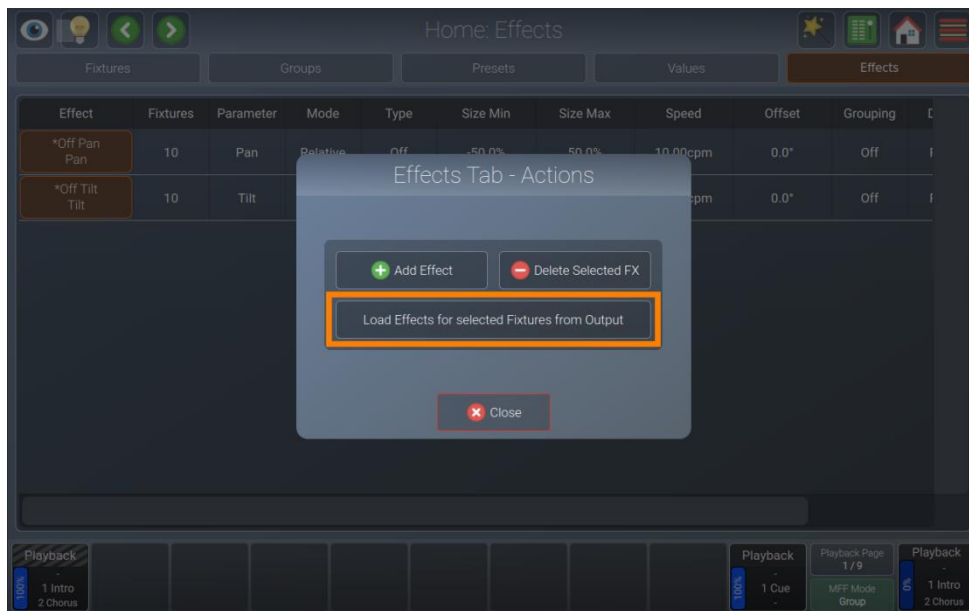 Home: Effects
Fixtures Groups Presets Values Effects
Effect Fixtures Parameter Mode Type Size Min Size Max Speed Offset Grouping
*Off Pan
Pan
10 Pan Relative Off -50.0% 50.0% 10.00cpm 0.0° Off
*Off Tilt
Tilt
10 Tilt 0.0° Off
Effects Tab - Actions
Add Effect Delete Selected FX
Load Effects for selected Fixtures from Output
Close
Playback
-
1 Intro
2 Chorus
100%
Playback
-
1 Cue
-
100%
Playback Page
1 / 9
MFF Mode
Group
Playback
-
1 Intro
2 Chorus
0%